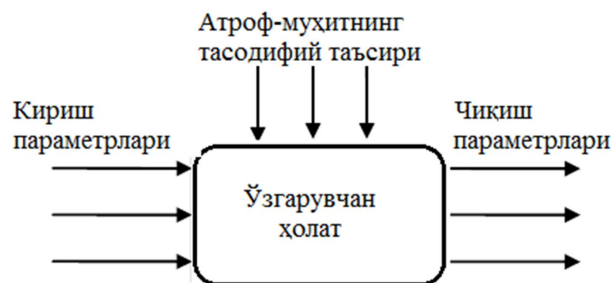 Атроф-муҳитнинг
тасодифий таъсири
Кириш
параметрлари
Чиқиш
параметрлари
Ўзгарувчан
ҳолат